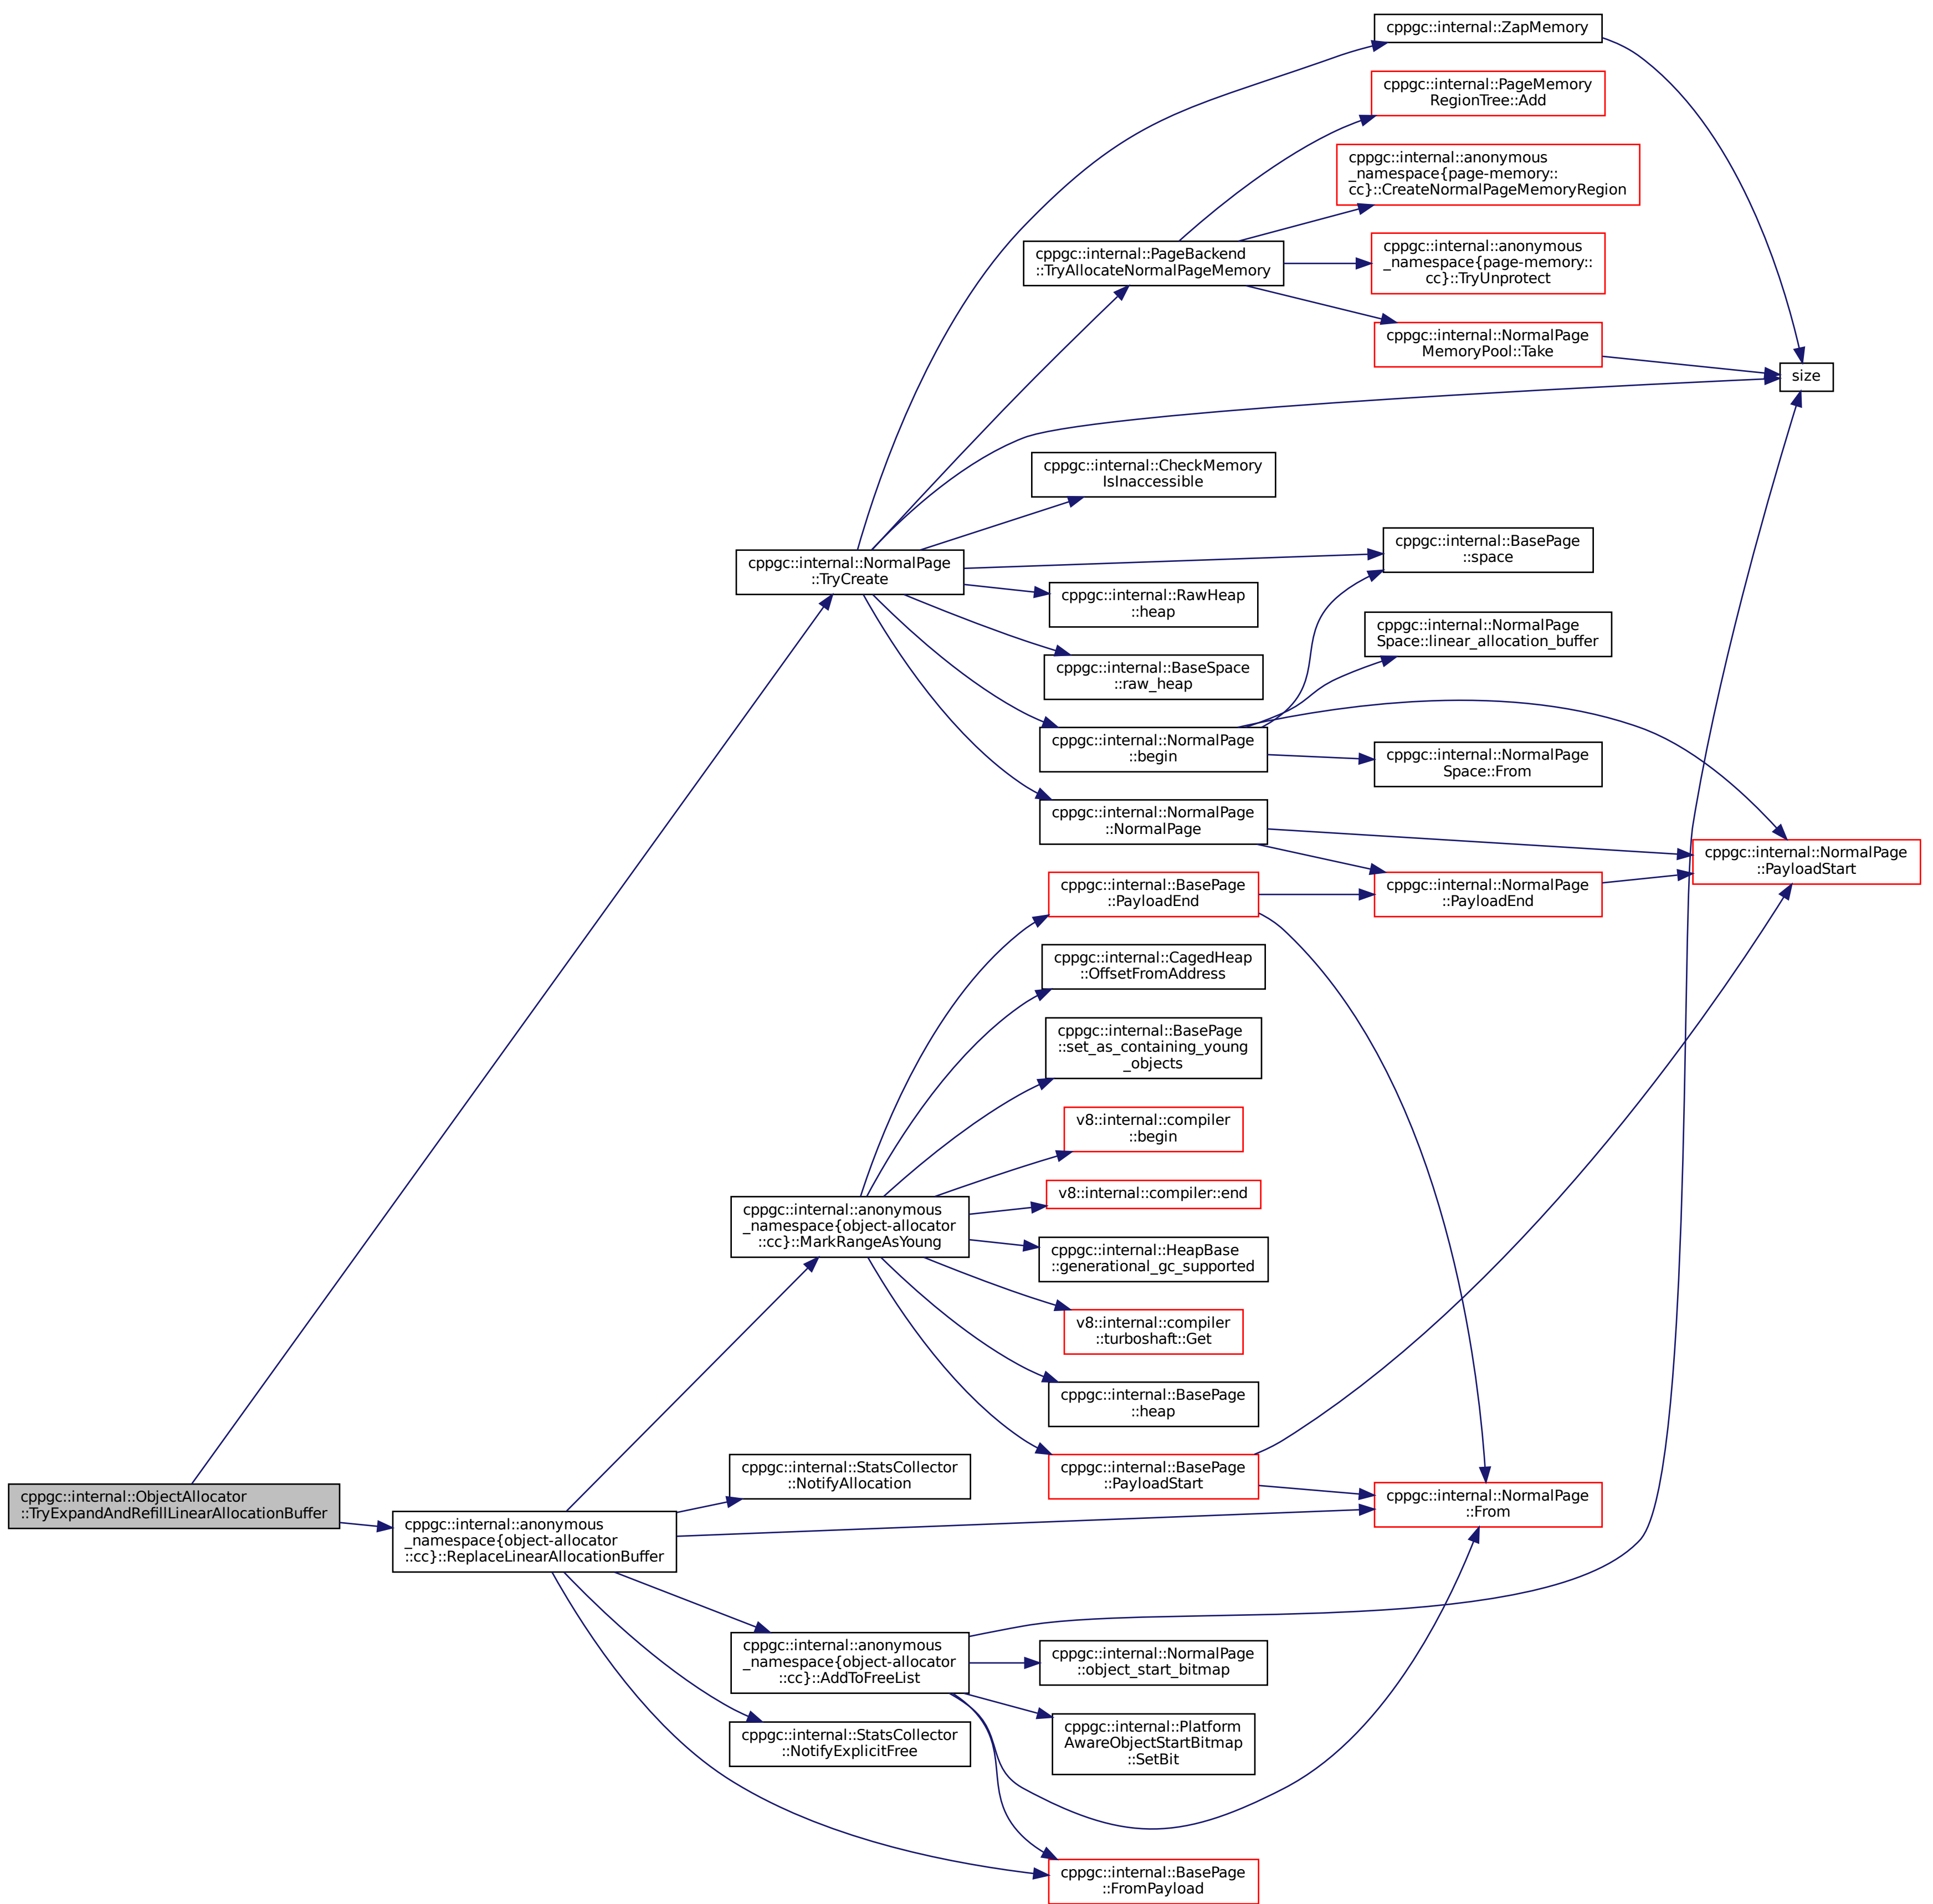 cppgc::internal::ZapMemory
cppgc::internal::PageMemory
RegionTree::Add
cppgc::internal::anonymous
_namespace{page-memory::
cc}::CreateNormalPageMemoryRegion
cppgc::internal::PageBackend
::TryAllocateNormalPageMemory
cppgc::internal::anonymous
_namespace{page-memory::
cc}::TryUnprotect
cppgc::internal::NormalPage
MemoryPool::Take
size
cppgc::internal::CheckMemory
IsInaccessible
cppgc::internal::NormalPage
::TryCreate
cppgc::internal::BasePage
::space
cppgc::internal::RawHeap
::heap
cppgc::internal::NormalPage
Space::linear_allocation_buffer
cppgc::internal::BaseSpace
::raw_heap
cppgc::internal::NormalPage
::begin
cppgc::internal::NormalPage
Space::From
cppgc::internal::NormalPage
::NormalPage
cppgc::internal::NormalPage
::PayloadStart
cppgc::internal::BasePage
::PayloadEnd
cppgc::internal::NormalPage
::PayloadEnd
cppgc::internal::CagedHeap
::OffsetFromAddress
cppgc::internal::BasePage
::set_as_containing_young
_objects
v8::internal::compiler
::begin
v8::internal::compiler::end
cppgc::internal::anonymous
_namespace{object-allocator
::cc}::MarkRangeAsYoung
cppgc::internal::HeapBase
::generational_gc_supported
v8::internal::compiler
::turboshaft::Get
cppgc::internal::BasePage
::heap
cppgc::internal::StatsCollector
::NotifyAllocation
cppgc::internal::BasePage
::PayloadStart
cppgc::internal::ObjectAllocator
::TryExpandAndRefillLinearAllocationBuffer
cppgc::internal::NormalPage
::From
cppgc::internal::anonymous
_namespace{object-allocator
::cc}::ReplaceLinearAllocationBuffer
cppgc::internal::anonymous
_namespace{object-allocator
::cc}::AddToFreeList
cppgc::internal::NormalPage
::object_start_bitmap
cppgc::internal::StatsCollector
::NotifyExplicitFree
cppgc::internal::Platform
AwareObjectStartBitmap
::SetBit
cppgc::internal::BasePage
::FromPayload